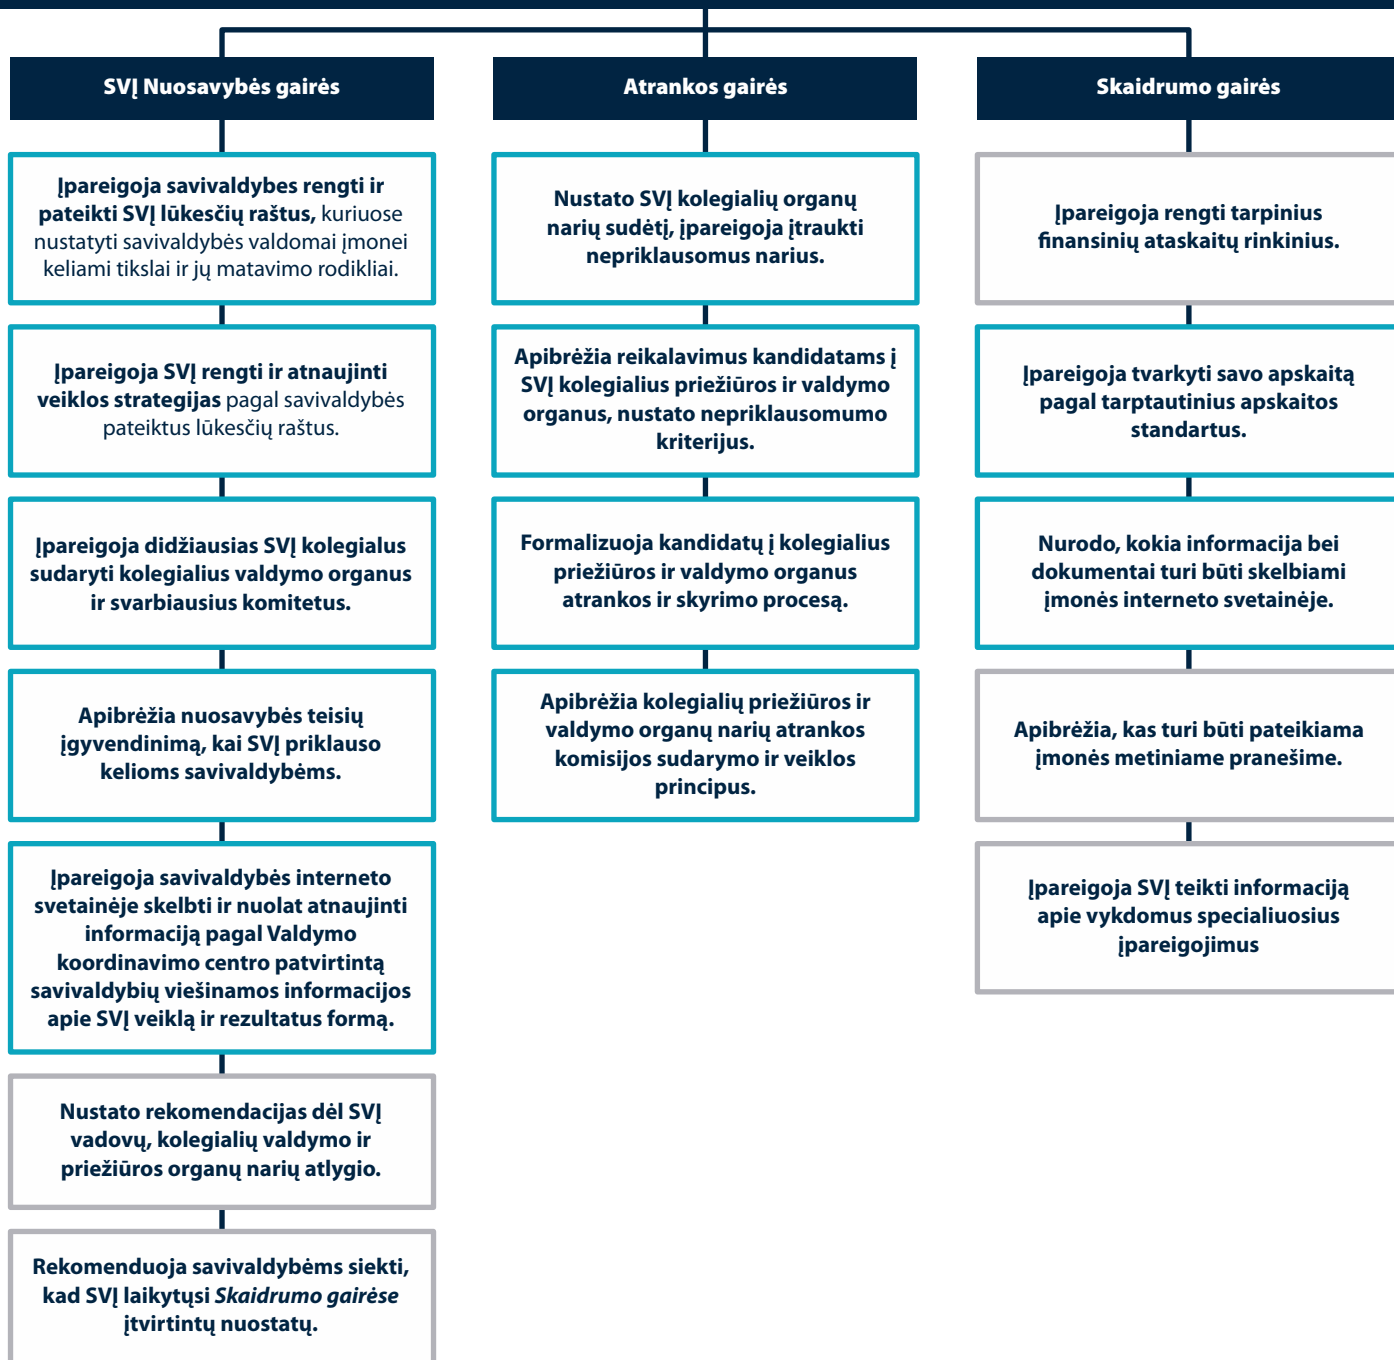 SVĮ Nuosavybės gairės
Įpareigoja savivaldybes rengti ir
pateikti SVĮ lūkesčių raštus, kuriuose
nustatyti savivaldybės valdomai įmonei
keliami tikslai ir jų matavimo rodikliai.
Įpareigoja SVĮ rengti ir atnaujinti
veiklos strategijas pagal savivaldybės
pateiktus lūkesčių raštus.
Įpareigoja didžiausias SVĮ kolegialus
sudaryti kolegialius valdymo organus
ir svarbiausius komitetus.
Apibrėžia nuosavybės teisių
įgyvendinimą, kai SVĮ priklauso
kelioms savivaldybėms.
Įpareigoja savivaldybės interneto
svetainėje skelbti ir nuolat atnaujinti
informaciją pagal Valdymo
koordinavimo centro patvirtintą
savivaldybių viešinamos informacijos
apie SVĮ veiklą ir rezultatus formą.
Nustato rekomendacijas dėl SVĮ
vadovų, kolegialių valdymo ir
priežiūros organų narių atlygio.
Rekomenduoja savivaldybėms siekti,
kad SVĮ laikytųsi Skaidrumo gairėse
įtvirtintų nuostatų.
Atrankos gairės
Nustato SVĮ kolegialių organų
narių sudėtį, įpareigoja įtraukti
nepriklausomus narius.
Apibrėžia reikalavimus kandidatams į
SVĮ kolegialius priežiūros ir valdymo
organus, nustato nepriklausomumo
kriterijus.
Formalizuoja kandidatų į kolegialius
priežiūros ir valdymo organus
atrankos ir skyrimo procesą.
Apibrėžia kolegialių priežiūros ir
valdymo organų narių atrankos
komisijos sudarymo ir veiklos
principus.
Skaidrumo gairės
Įpareigoja rengti tarpinius
finansinių ataskaitų rinkinius.
Įpareigoja tvarkyti savo apskaitą
pagal tarptautinius apskaitos
standartus.
Nurodo, kokia informacija bei
dokumentai turi būti skelbiami
įmonės interneto svetainėje.
Apibrėžia, kas turi būti pateikiama
įmonės metiniame pranešime.
Įpareigoja SVĮ teikti informaciją
apie vykdomus specialiuosius
įpareigojimus